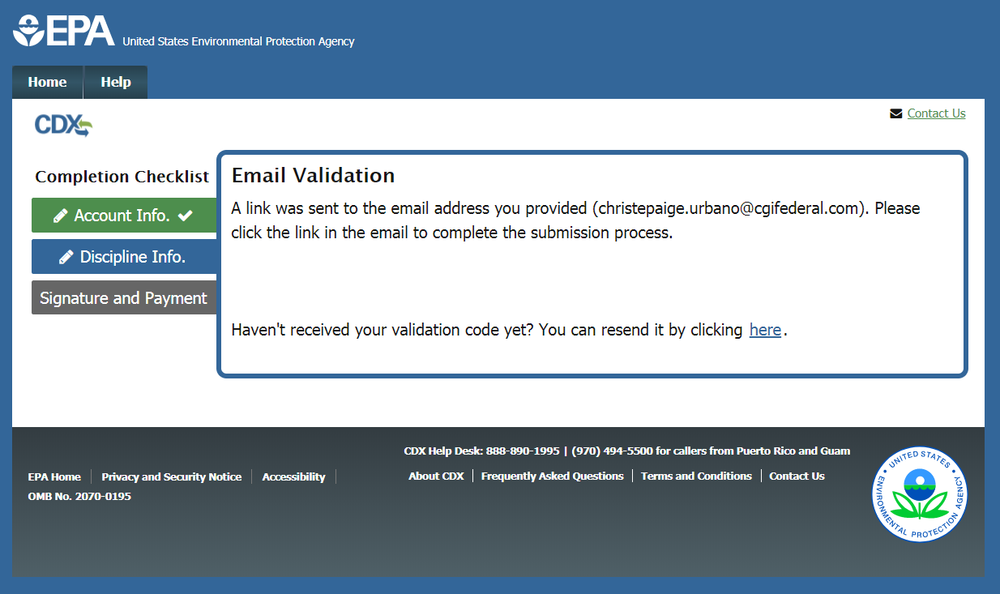 EPA United States Environmental Protection Agency
Home Help
CDX
Contact Us
Completion Checklist
Account Info.
Discipline Info.
Signature and Payment
Email Validation
A link was sent to the email address you provided (christepaige.urbano@cgifederal.com). Please
click the link in the email to complete the submission process.
Haven't received your validation code yet? You can resend it by clicking here.
CDX Help Desk: 888-890-1995 | (970) 494-5500 for callers from Puerto Rico and Guam
EPA Home Privacy and Security Notice Accessibility
OMB No. 2070-0195
About CDX Frequently Asked Questions Terms and Conditions Contact Us
UNITED STATES
ENVIRONMENTAL PROTECTION AGENCY